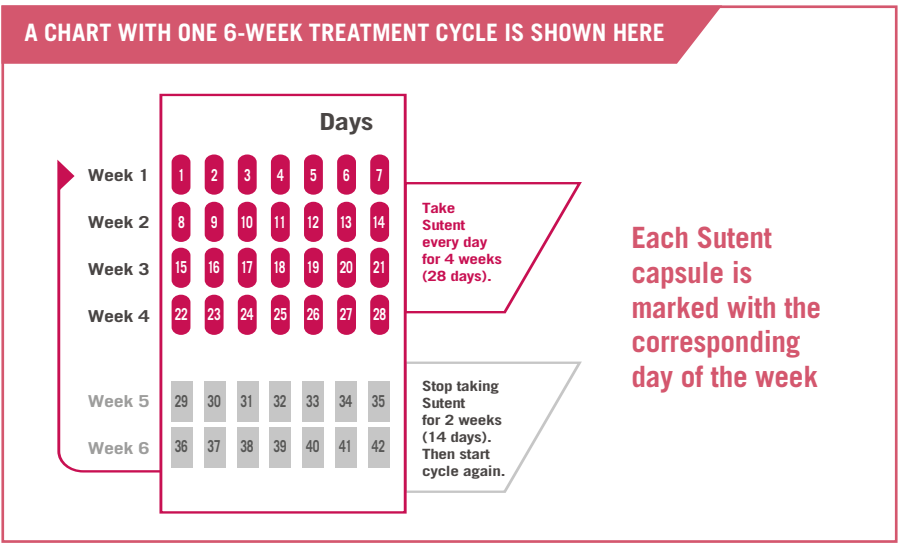 A CHART WITH ONE 6-WEEK TREATMENT CYCLE IS SHOWN HERE
Days
Week 1 1 2 3 4 5 6 7
Week 2 8 9 10 11 12 13 14
Week 3 15 16 17 18 19 20 21
Week 4 22 23 24 25 26 27 28
Take
Sutent
every day
for 4 weeks
(28 days).
Week 5 29 30 31 32 33 34 35
Week 6 36 37 38 39 40 41 42
Stop taking
Sutent
for 2 weeks
(14 days).
Then start
cycle again.
Each Sutent
capsule is
marked with the
corresponding
day of the week